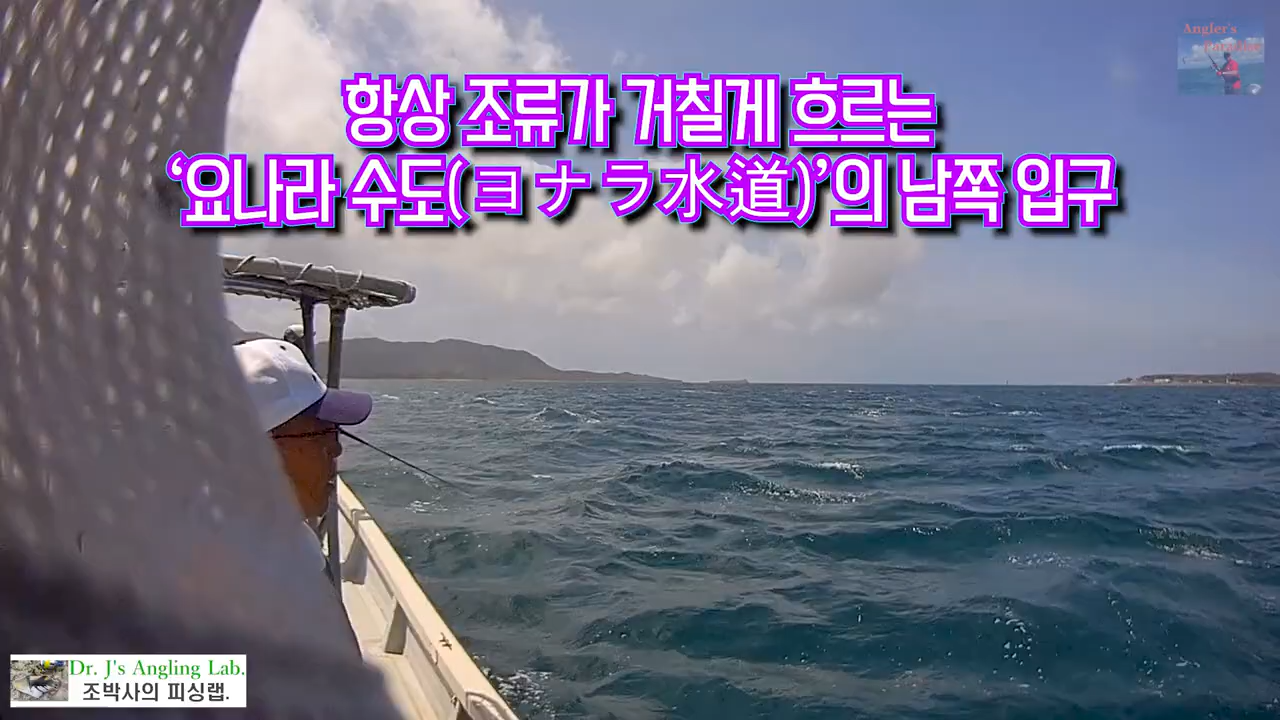 항상 조류가 거칠게 흐르는
‘요나라 수도(ヨナラ水道)’의 남쪽 입구
Angler's
Paradise
Dr. J's Angling Lab.
조박사의 피싱랩.